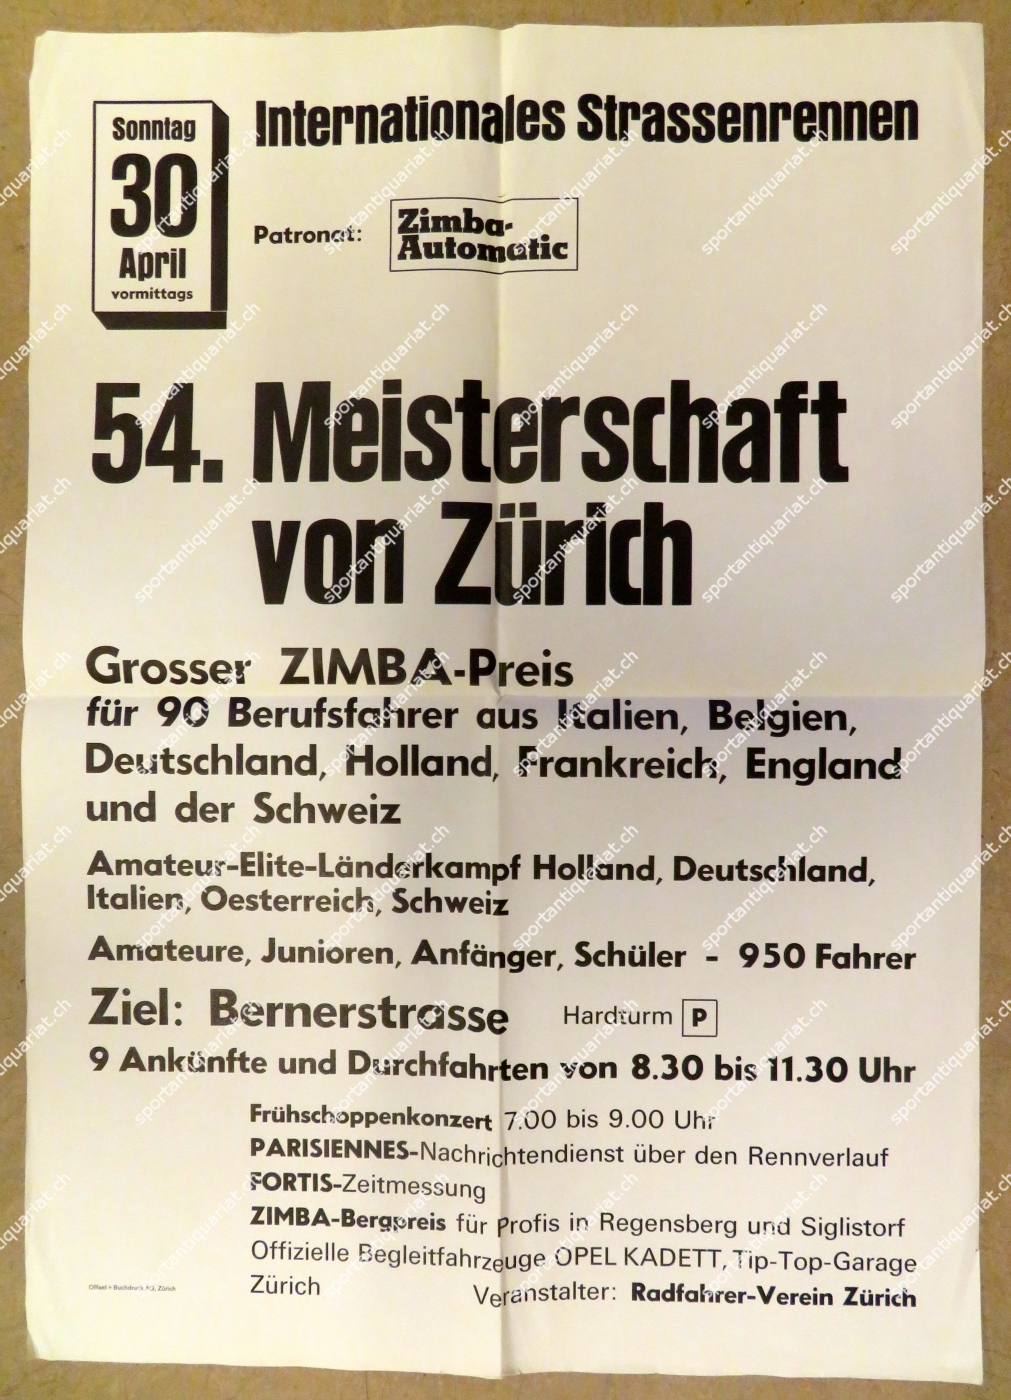 Sonntag
30
April
vormittags
Internationales Strassenrennen
Patronat:
Zimba-
Automatic
54. Meisterschaft
von Zürich
Grosser ZIMBA-Preis
für 90 Berufsfahrer aus Italien, Belgien,
Deutschland, Holland, Frankreich, England
und der Schweiz
Amateur-Elite-Länderkampf Holland, Deutschland,
Italien, Oesterreich, Schweiz
Amateure, Junioren, Anfänger, Schüler - 950 Fahrer
Ziel: Bernerstrasse Hardturm P
9 Ankünfte und Durchfahrten von 8.30 bis 11.30 Uhr
Frühschoppenkonzert 7.00 bis 9.00 Uhr
PARISIENNES-Nachrichtendienst über den Rennverlauf
FORTIS-Zeitmessung
ZIMBA-Bergpreis für Profis in Regensberg und Siglistorf
Offizielle Begleitfahrzeuge OPEL KADETT, Tip-Top-Garage
Zürich Veranstalter: Radfahrer-Verein Zürich
Offset + Buchdruck AG, Zürich
sportantiquariat.ch